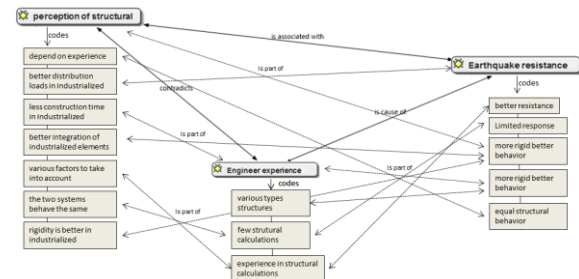 perception of structural
is associated with
codes
depend on experience
Earthquake resistance
better distribution
loads in industrialized
Is part of
codes
contradicts
less construction time
in industrialized
better resistance
is cause of
Limited response
better integration of
industrialized elements
Is part of
more rigid better
behavior
Engineer experience
Is part of
various factors to take
into account
codes
more rigid better
behavior
various types
structures
the two systems
behave the same
Is part of
equal structural
behavior
few strutural
calculations
rigidity is better in
industrialized
experience in structural
calculations